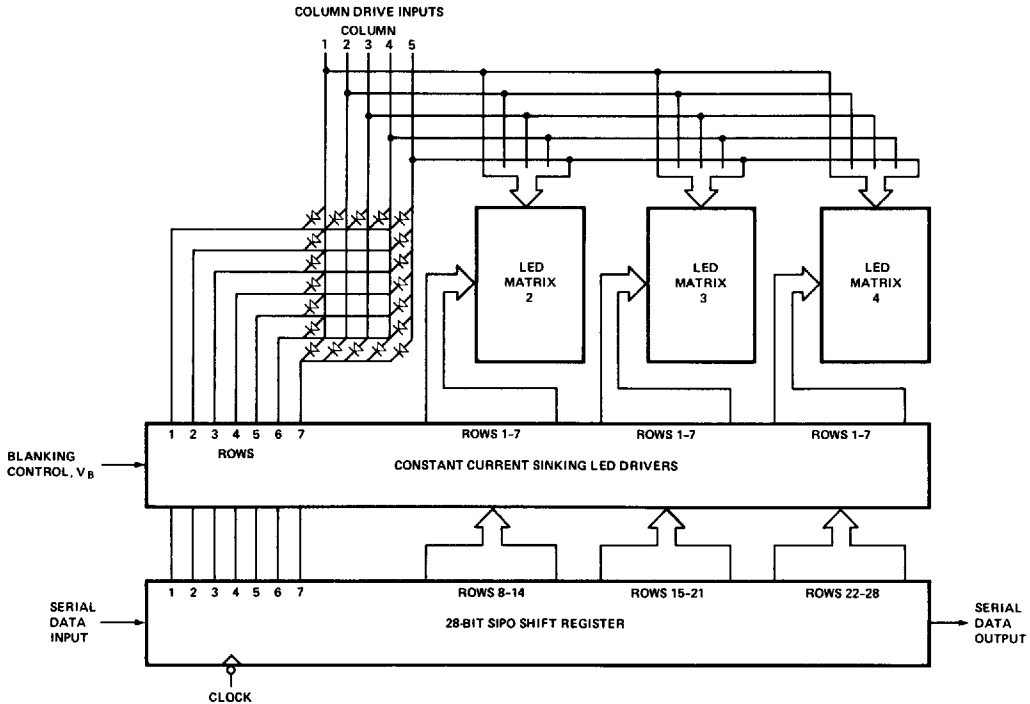 COLUMN DRIVE INPUTS
COLUMN
1 2 3 4 5
LED
MATRIX
2
LED
MATRIX
3
LED
MATRIX
4
1 2 3 4 5 6 7
ROWS
ROWS 1-7
ROWS 1-7
ROWS 1-7
BLANKING
CONTROL, VB
CONSTANT CURRENT SINKING LED DRIVERS
1 2 3 4 5 6 7
ROWS 8-14
ROWS 15-21
ROWS 22-28
SERIAL
DATA
INPUT
28-BIT SIPO SHIFT REGISTER
SERIAL
DATA
OUTPUT
CLOCK